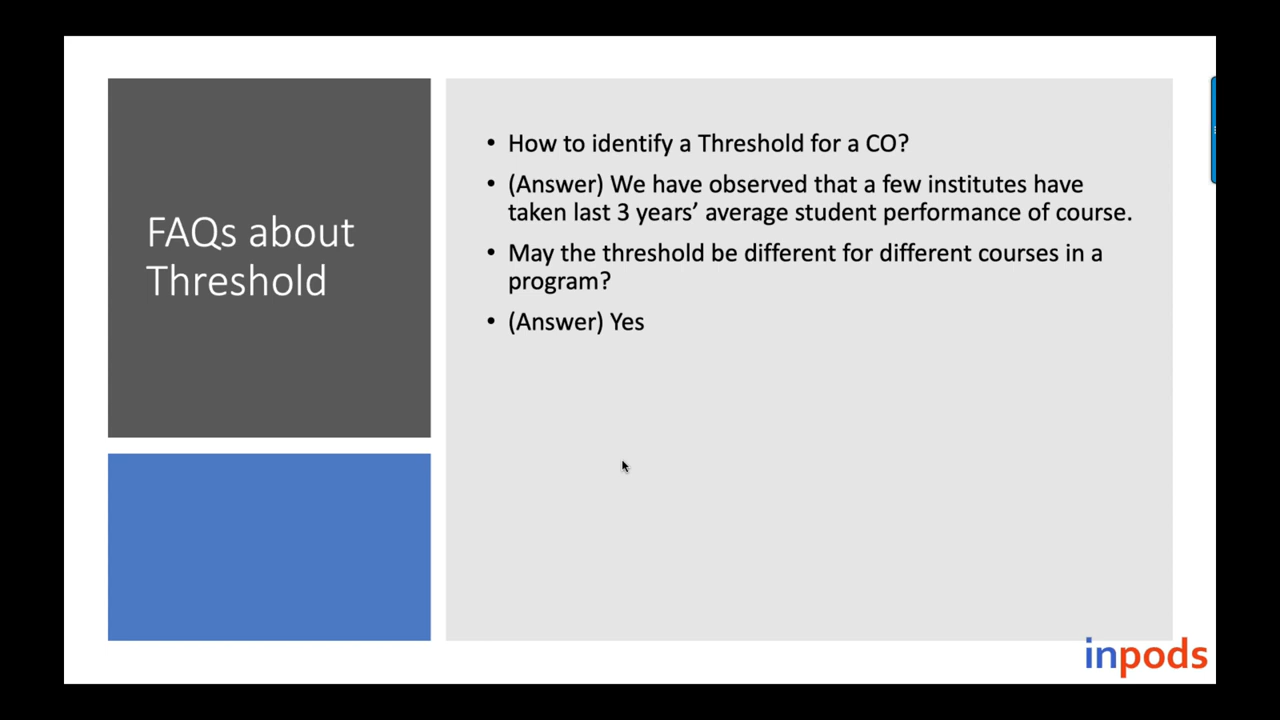 FAQs about
Threshold
• How to identify a Threshold for a CO?
• (Answer) We have observed that a few institutes have
taken last 3 years’ average student performance of course.
• May the threshold be different for different courses in a
program?
• (Answer) Yes
inpods